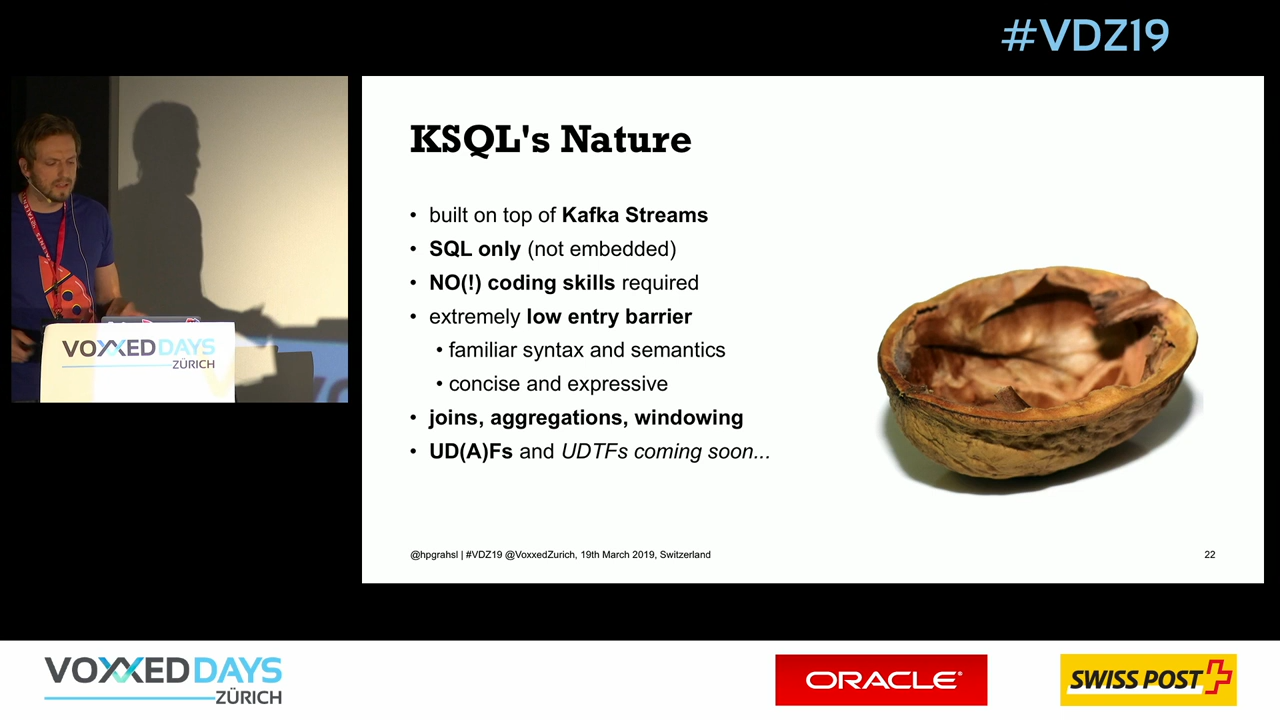 #VDZ19
KSQL's Nature
• built on top of Kafka Streams
• SQL only (not embedded)
• NO(!) coding skills required
• extremely low entry barrier
• familiar syntax and semantics
• concise and expressive
• joins, aggregations, windowing
• UD(A)Fs and UDTFs coming soon...
@hpgrahsl | #VDZ19 @VoxxedZurich, 19th March 2019, Switzerland
22
VOXXED DAYS
ZÜRICH
VOXXED DAYS
ZÜRICH
ORACLE®
SWISS POST